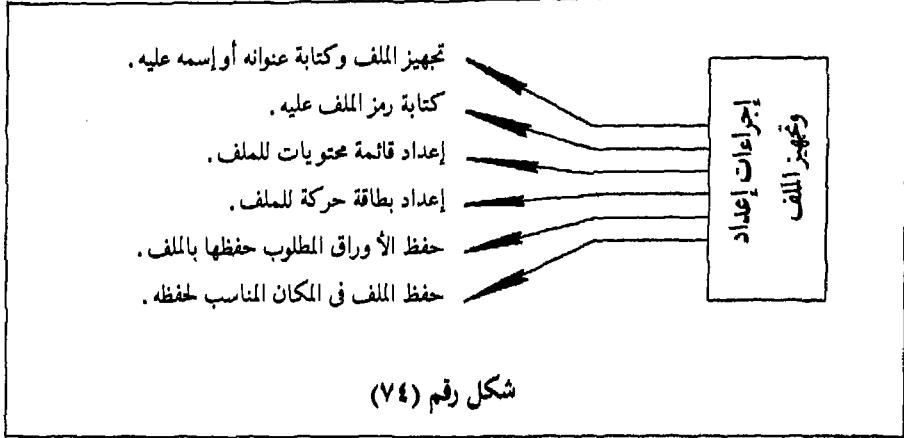 إجراءات إعداد
وتجهيز الملف
تجهيز الملف وكتابة عنوانه أو إسمه عليه.
كتابة رمز الملف عليه.
إعداد قائمة محتويات للملف.
إعداد بطاقة حركة للملف.
حفظ الأوراق المطلوب حفظها بالملف.
حفظ الملف فى المكان المناسب لحفظه.
شكل رقم (٧٤)